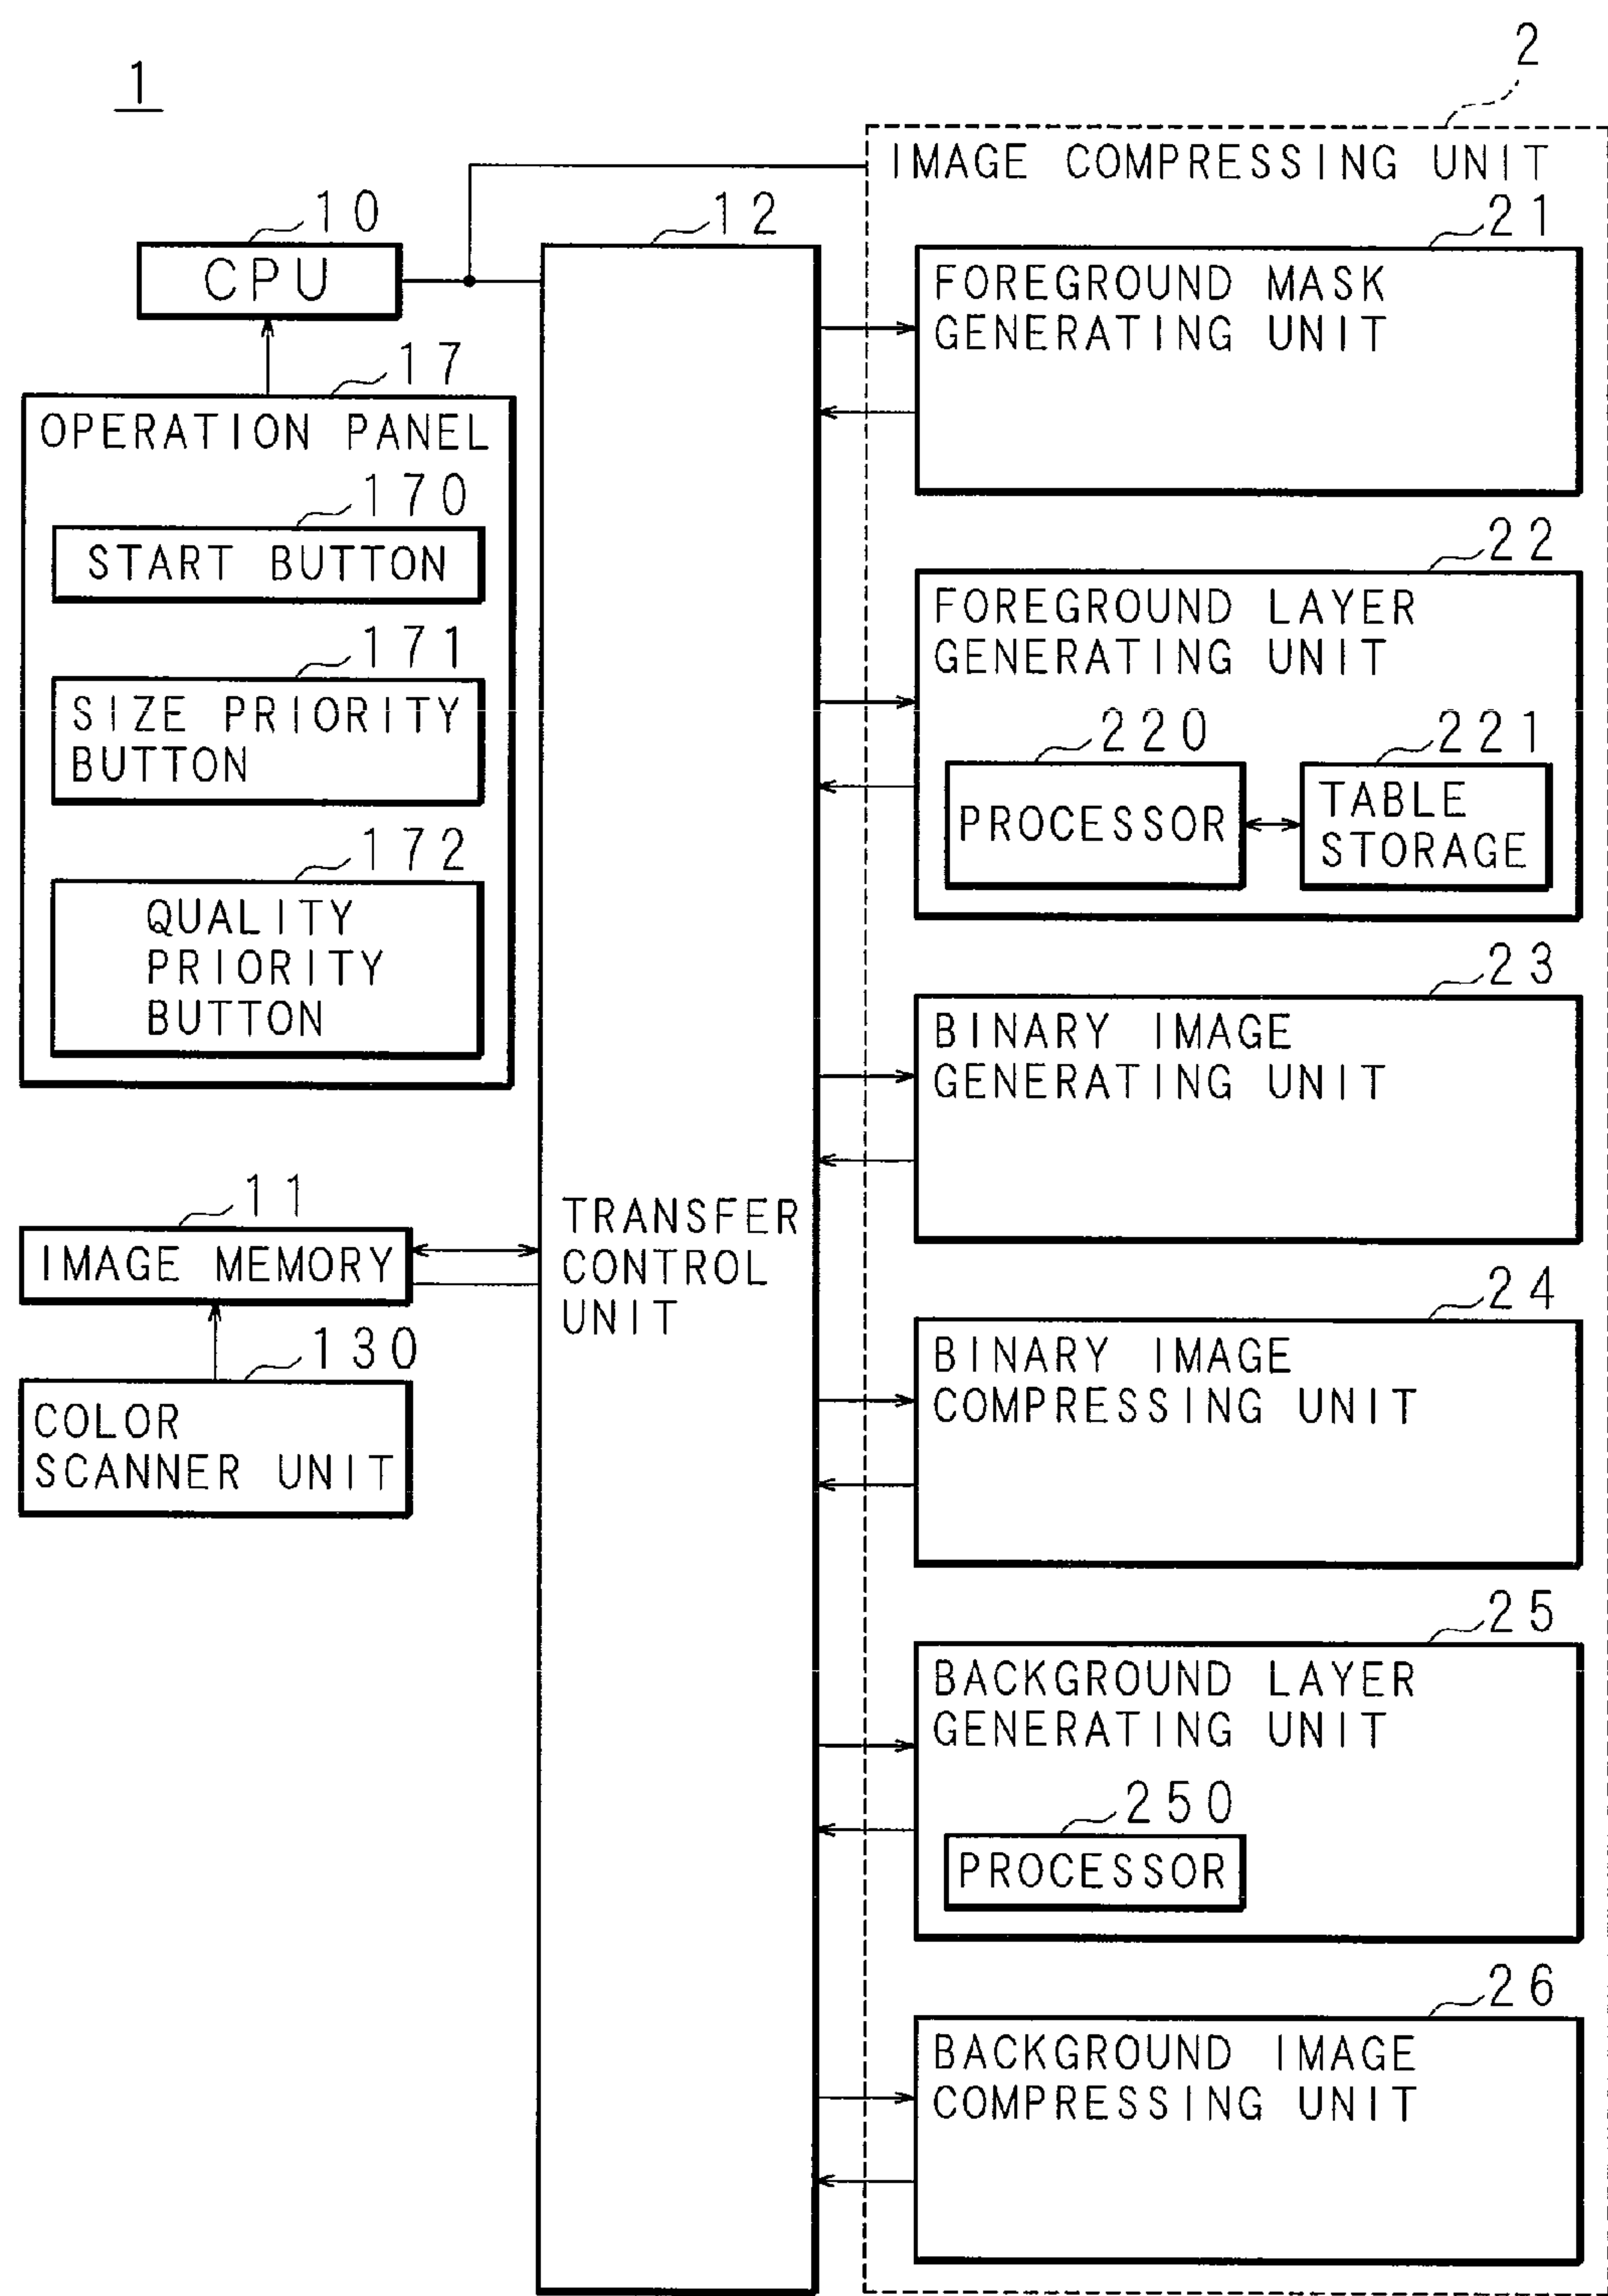 1
2
IMAGE COMPRESSING UNIT
10
CPU
12
TRANSFER
CONTROL
UNIT
17
OPERATION PANEL
170
START BUTTON
171
SIZE PRIORITY
BUTTON
172
QUALITY
PRIORITY
BUTTON
11
IMAGE MEMORY
130
COLOR
SCANNER UNIT
21
FOREGROUND MASK
GENERATING UNIT
22
FOREGROUND LAYER
GENERATING UNIT
220
PROCESSOR
221
TABLE
STORAGE
23
BINARY IMAGE
GENERATING UNIT
24
BINARY IMAGE
COMPRESSING UNIT
25
BACKGROUND LAYER
GENERATING UNIT
250
PROCESSOR
26
BACKGROUND IMAGE
COMPRESSING UNIT